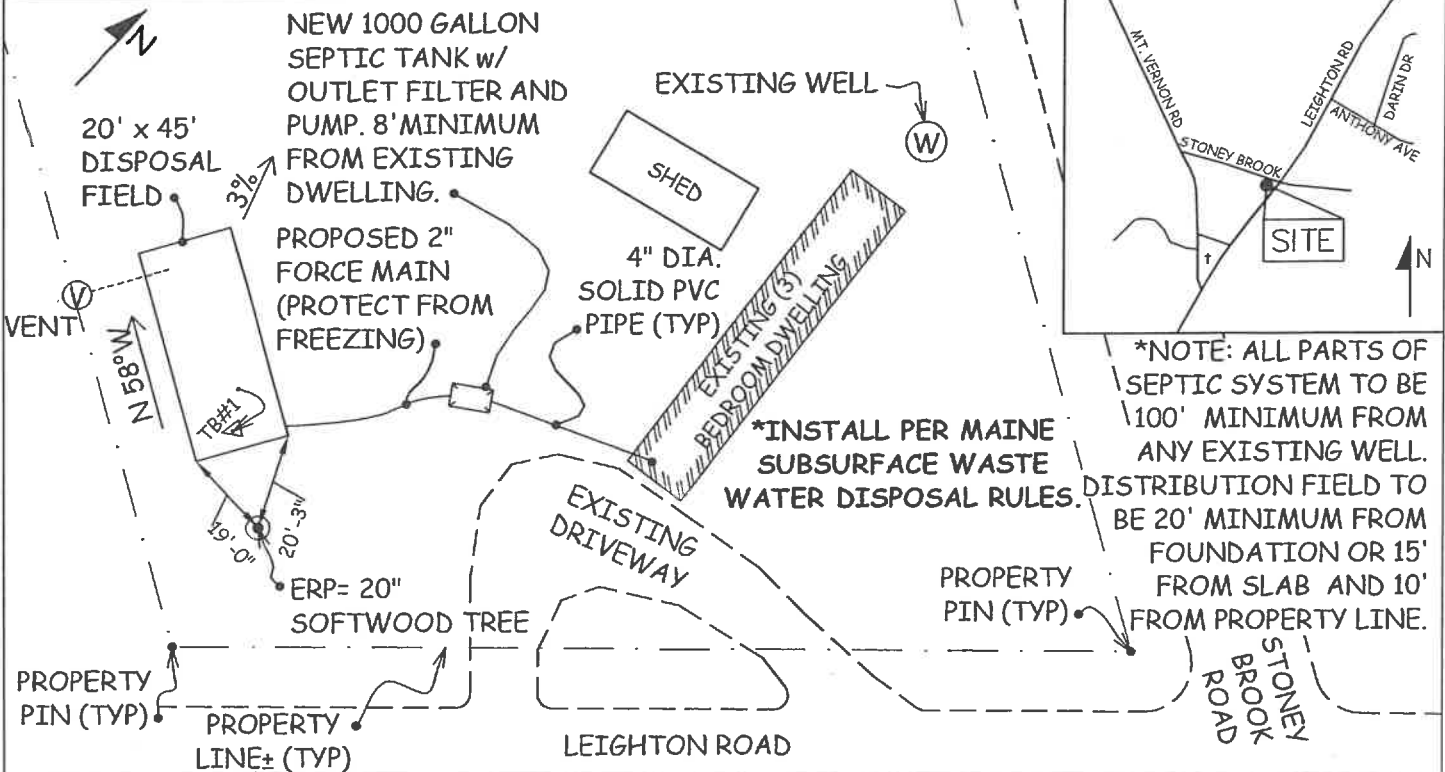 N
NEW 1000 GALLON
SEPTIC TANK w/
OUTLET FILTER AND
PUMP. 8'MINIMUM
FROM EXISTING
DWELLING.
20' x 45'
DISPOSAL
FIELD
3%
EXISTING WELL
W
SHED
PROPOSED 2"
FORCE MAIN
(PROTECT FROM
FREEZING)
4" DIA.
SOLID PVC
PIPE (TYP)
EXISTING (3)
BEDROOM DWELLING
V
VENT
N 58°W
TB#1
19'-0"
20'-3"
ERP= 20"
SOFTWOOD TREE
EXISTING
DRIVEWAY
*INSTALL PER MAINE
SUBSURFACE WASTE
WATER DISPOSAL RULES.
MT. VERNON RD
LEIGHTON RD
DARIN DR
ANTHONY AVE
STONEY BROOK
SITE
N
*NOTE: ALL PARTS OF
SEPTIC SYSTEM TO BE
100' MINIMUM FROM
ANY EXISTING WELL.
DISTRIBUTION FIELD TO
BE 20' MINIMUM FROM
FOUNDATION OR 15'
FROM SLAB AND 10'
FROM PROPERTY LINE.
PROPERTY
PIN (TYP)
PROPERTY
PIN (TYP)
PROPERTY
LINE± (TYP)
LEIGHTON ROAD
STONEY
BROOK
ROAD